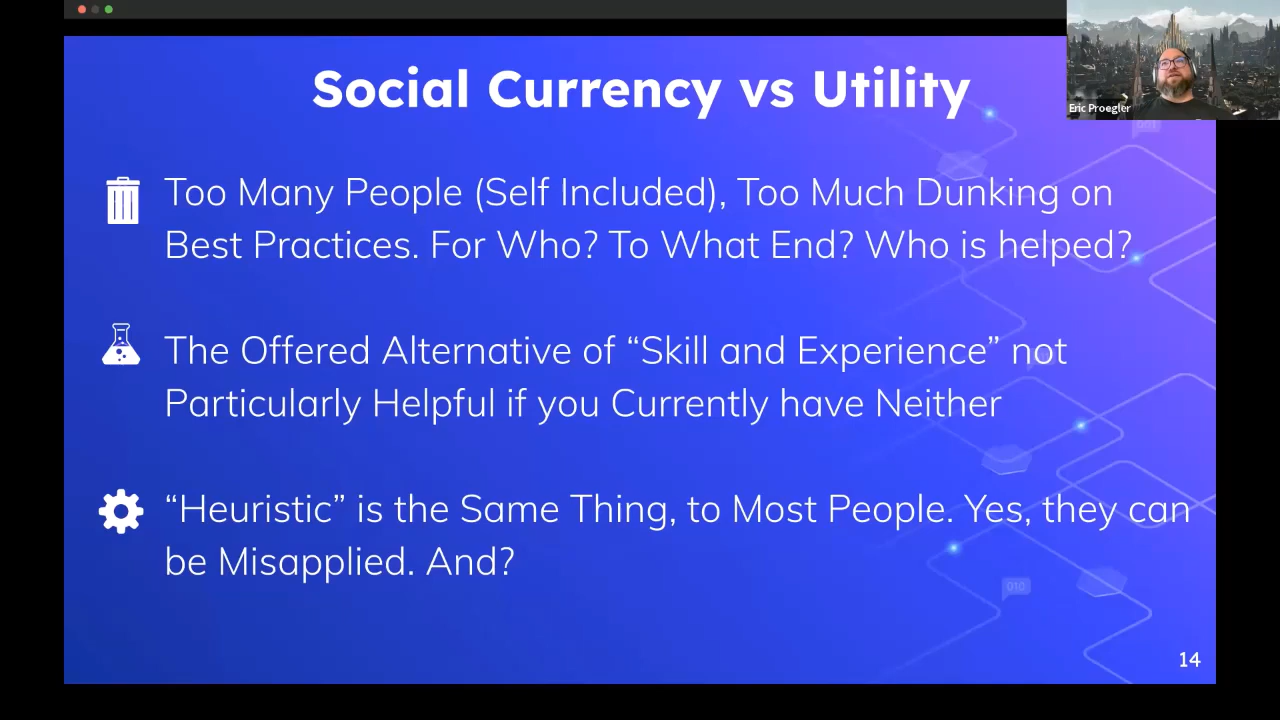 Social Currency vs Utility
Eric Proegler
Too Many People (Self Included), Too Much Dunking on
Best Practices. For Who? To What End? Who is helped?
The Offered Alternative of “Skill and Experience” not
Particularly Helpful if you Currently have Neither
“Heuristic” is the Same Thing, to Most People. Yes, they can
be Misapplied. And?
010
14